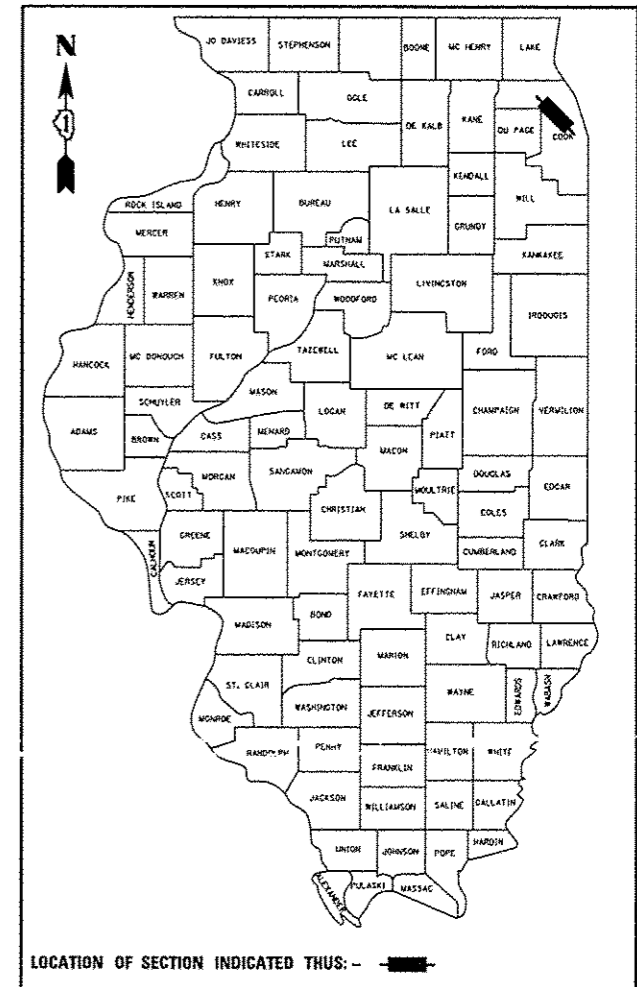 JO DAVIESS STEPHENSON BOONE MC HENRY LAKE
N
CARROLL OGLE DE KALB KANE DU PAGE COOK
WHITESIDE LEE
KENDALL
ROCK ISLAND HENRY BUREAU LA SALLE GRUNDY WILL
MERCER PUTNAM KANKAKEE
STARK MARSHALL
HENDERSON WARREN KNOX PEORIA WOODFORD LIVINGSTON IROQUOIS
HANCOCK MC DONOUGH FULTON TAZEWELL MC LEAN FORD
SCHUYLER MASON
ADAMS BROWN CASS MENARD LOGAN DE WITT PIATT CHAMPAIGN VERMILION
MACON
PIKE SCOTT MORGAN SANGAMON MOULTRIE DOUGLAS EDGAR
CHRISTIAN COLES
CALHOUN GREENE MACOUPIN MONTGOMERY SHELBY CUMBERLAND CLARK
JERSEY
FAYETTE EFFINGHAM JASPER CRAWFORD
MADISON BOND
CLAY RICHLAND LAWRENCE
CLINTON MARION
ST. CLAIR WAYNE EDWARDS WABASH
WASHINGTON JEFFERSON
MONROE
RANDOLPH HAMILTON WHITE
FRANKLIN
JACKSON WILLIAMSON SALINE GALLATIN
UNION JOHNSON POPE HARDIN
ALEXANDER PULASKI MASSAC
LOCATION OF SECTION INDICATED THUS: -